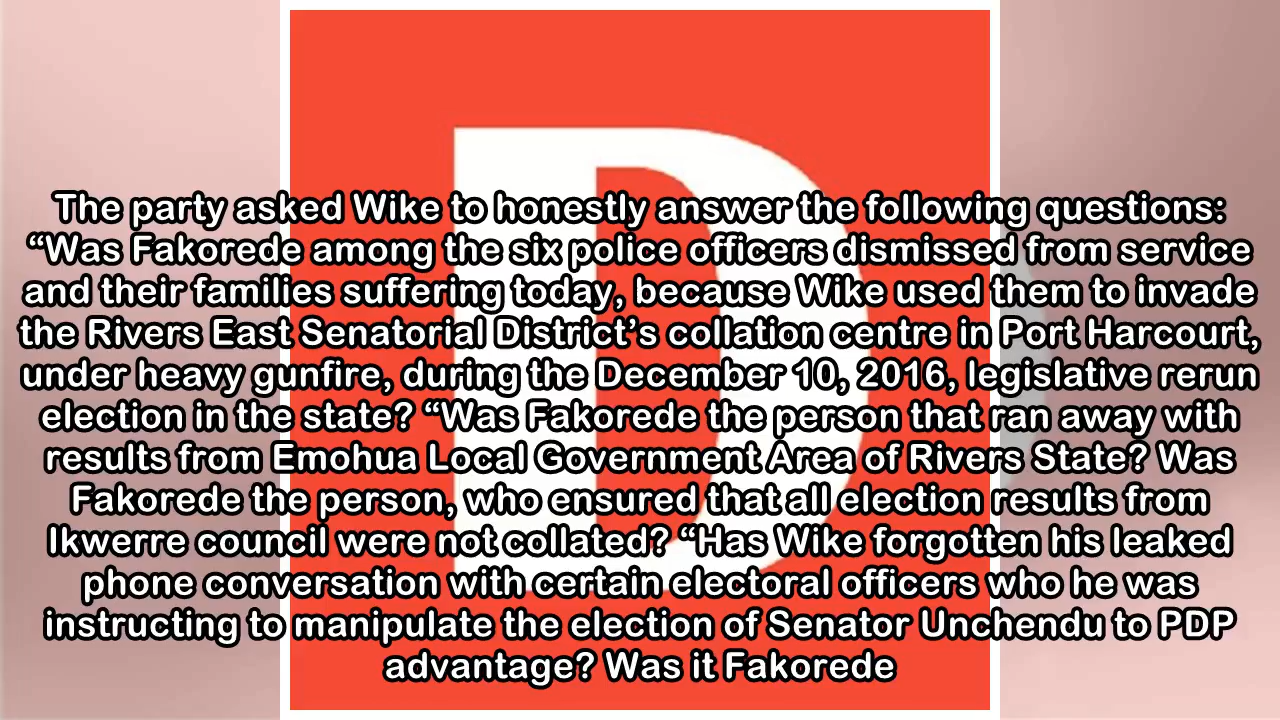 The party asked Wike to honestly answer the following questions:
“Was Fakorede among the six police officers dismissed from service
and their families suffering today, because Wike used them to invade
the Rivers East Senatorial District’s collation centre in Port Harcourt,
under heavy gunfire, during the December 10, 2016, legislative rerun
election in the state? “Was Fakorede the person that ran away with
results from Emohua Local Government Area of Rivers State? Was
Fakorede the person, who ensured that all election results from
Ikwerre council were not collated? “Has Wike forgotten his leaked
phone conversation with certain electoral officers who he was
instructing to manipulate the election of Senator Unchendu to PDP
advantage? Was it Fakorede
D